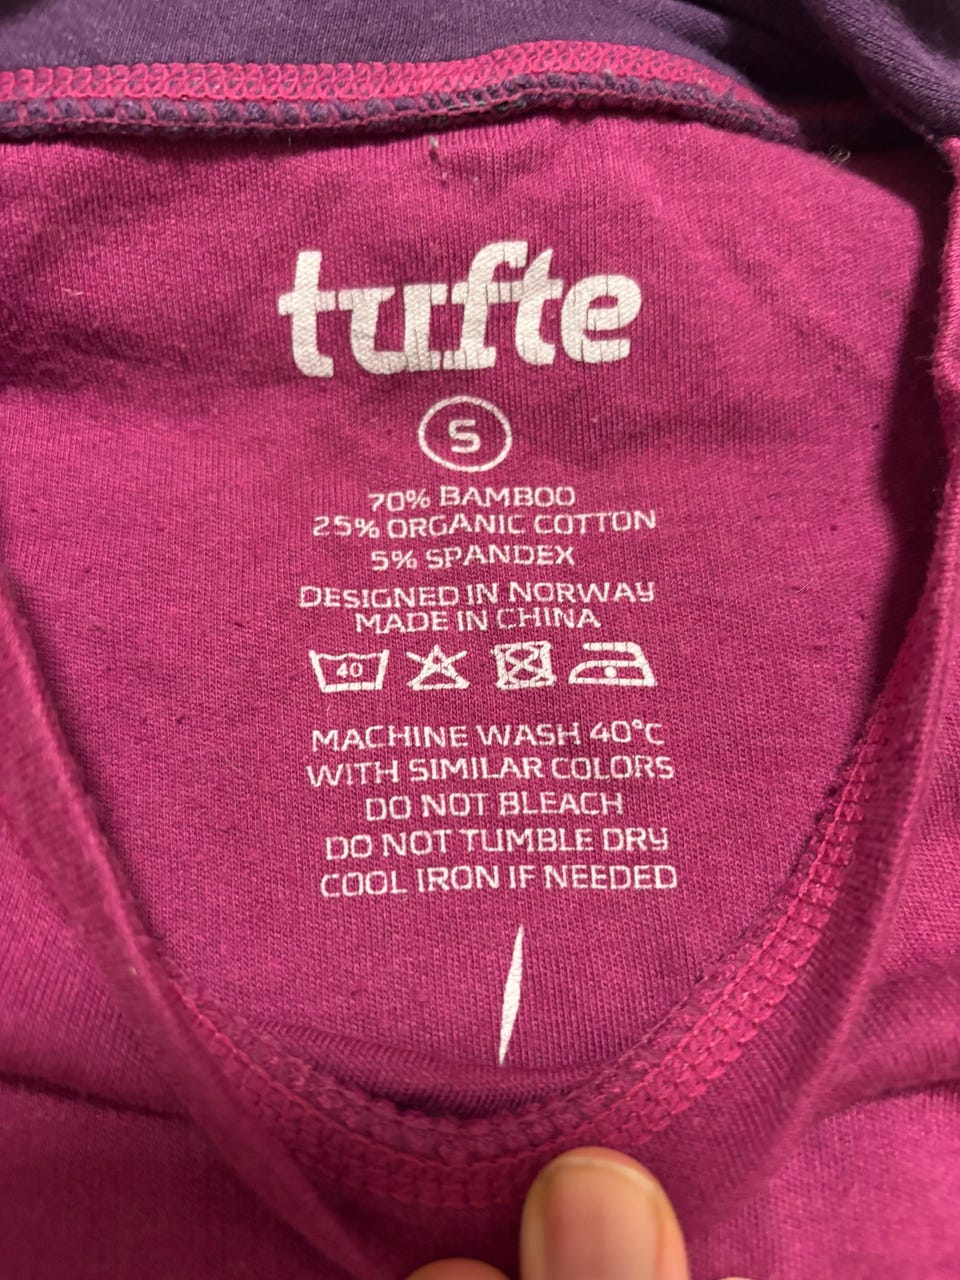 tufte
S
70% BAMBOO
25% ORGANIC COTTON
5% SPANDEX
DESIGNED IN NORWAY
MADE IN CHINA
40
MACHINE WASH 40°C
WITH SIMILAR COLORS
DO NOT BLEACH
DO NOT TUMBLE DRY
COOL IRON IF NEEDED